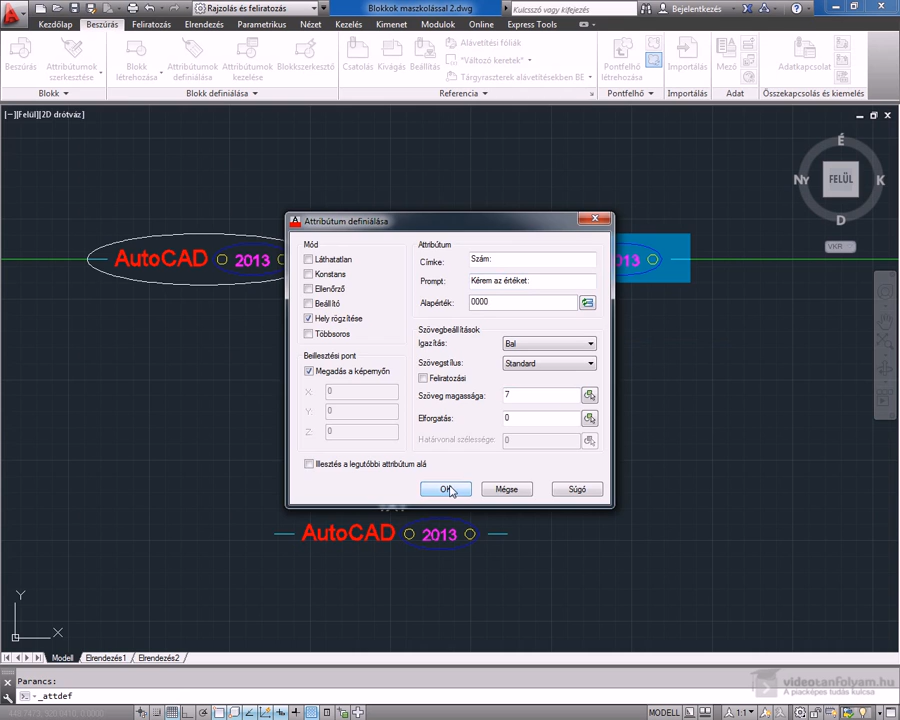 Rajzolás és feliratozás
Blokkok maszkolással 2.dwg
Kulcsszó vagy kifejezés
Bejelentkezés
Kezdőlap Beszúrás Feliratozás Elrendezés Parametrikus Nézet Kezelés Kimenet Modulok Online Express Tools
Beszúrás
Attribútumok szerkesztése
Blokk létrehozása
Attribútumok definiálása
Attribútumok kezelése
Blokkszerkesztő
Csatolás
Kivágás
Beállítás
Alávetítési fóliák
*Változó keretek*
Tárgyraszterek alávetítésekben BE
Portfelhő létrehozása
Importálás
Mező
Adatkapcsolat
Blokk Blokk definiálása Referencia Portfelhő Importálás Adat Összekapcsolás és kiemelés
[−][Felül][2D drótváz]
É
Ny FELÜL K
D
VKR
AutoCAD 2013
2013
Attribútum definiálása
Mód
Láthatatlan
Konstans
Ellenőrző
Beállító
Hely rögzítése
Többsoros
Beillesztési pont
Megadás a képernyőn
X: 0
Y: 0
Z: 0
Attribútum
Címke: Szám:
Prompt: Kérem az értéket:
Alapérték: 0000
Szövegbeállítások
Igazítás: Bal
Szövegstílus: Standard
Feliratozási
Szöveg magassága: 7
Elforgatás: 0
Határvonal szélessége: 0
Illesztés a legutóbbi attribútum alá
OK Mégse Súgó
AutoCAD 2013
Y
X
Modell Elrendezés1 Elrendezés2
Parancs:
_attdef
videotanfolyam.hu
A piacképes tudás kulcsa
MODELL
1:1